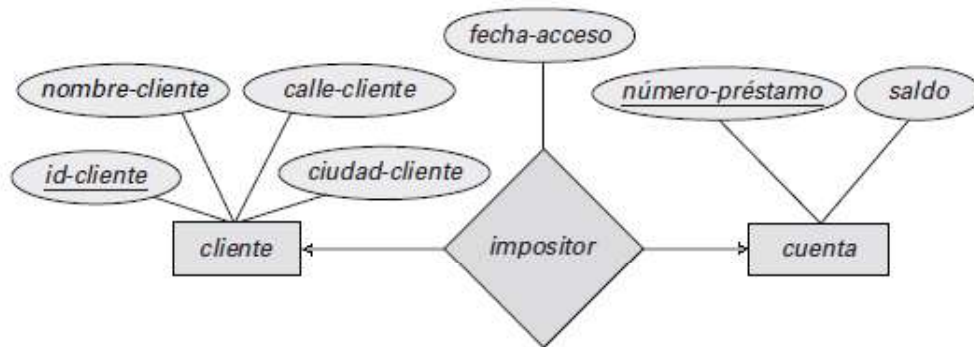 fecha-acceso
nombre-cliente
calle-cliente
número-préstamo
saldo
id-cliente
ciudad-cliente
cliente
impositor
cuenta